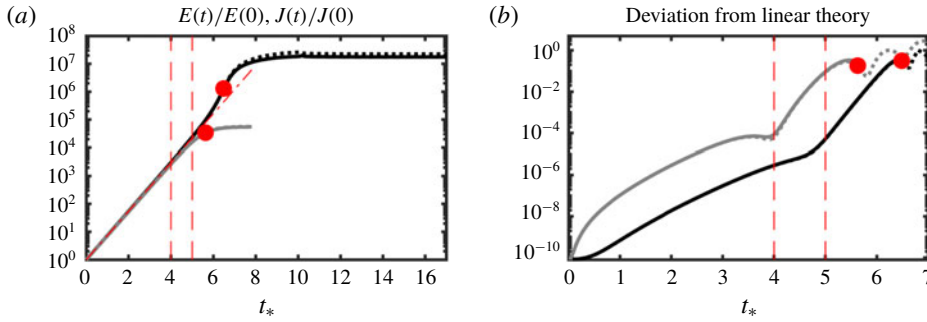 (a) E(t)/E(0), J(t)/J(0)
10^8
10^7
10^6
10^5
10^4
10^3
10^2
10^1
10^0
0 2 4 6 8 10 12 14 16
t_*
(b) Deviation from linear theory
10^0
10^−2
10^−4
10^−6
10^−8
10^−10
0 1 2 3 4 5 6 7
t_*